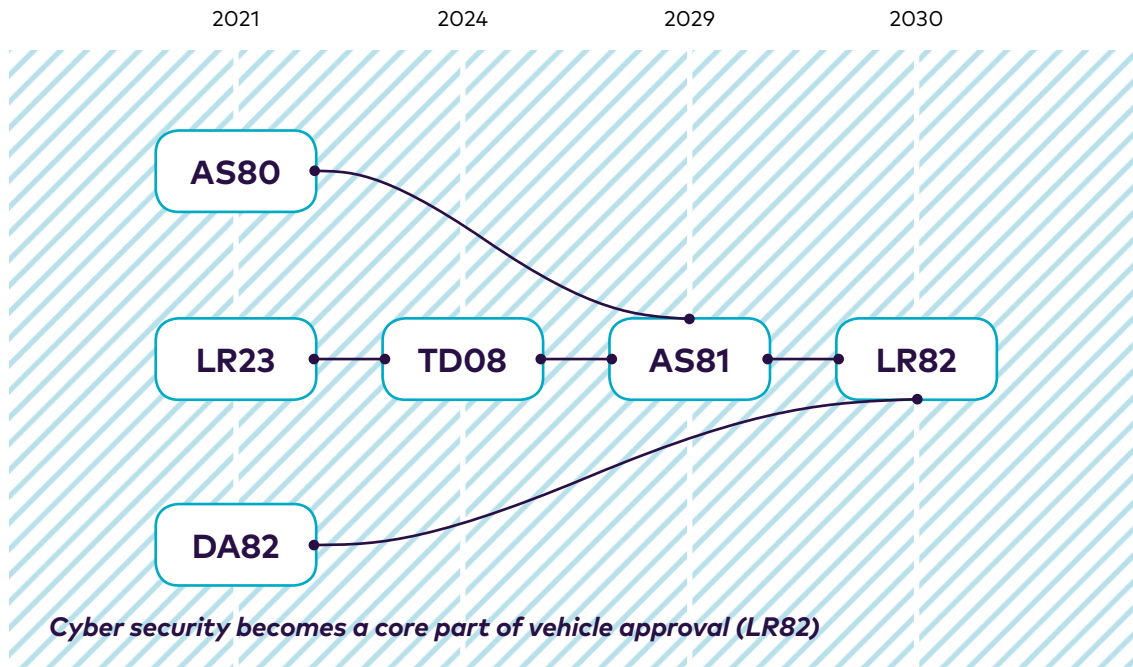 2021 2024 2029 2030
AS80
LR23 TD08 AS81 LR82
DA82
Cyber security becomes a core part of vehicle approval (LR82)